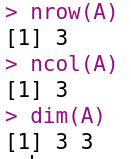 > nrow(A)
[1] 3
> ncol(A)
[1] 3
> dim(A)
[1] 3 3